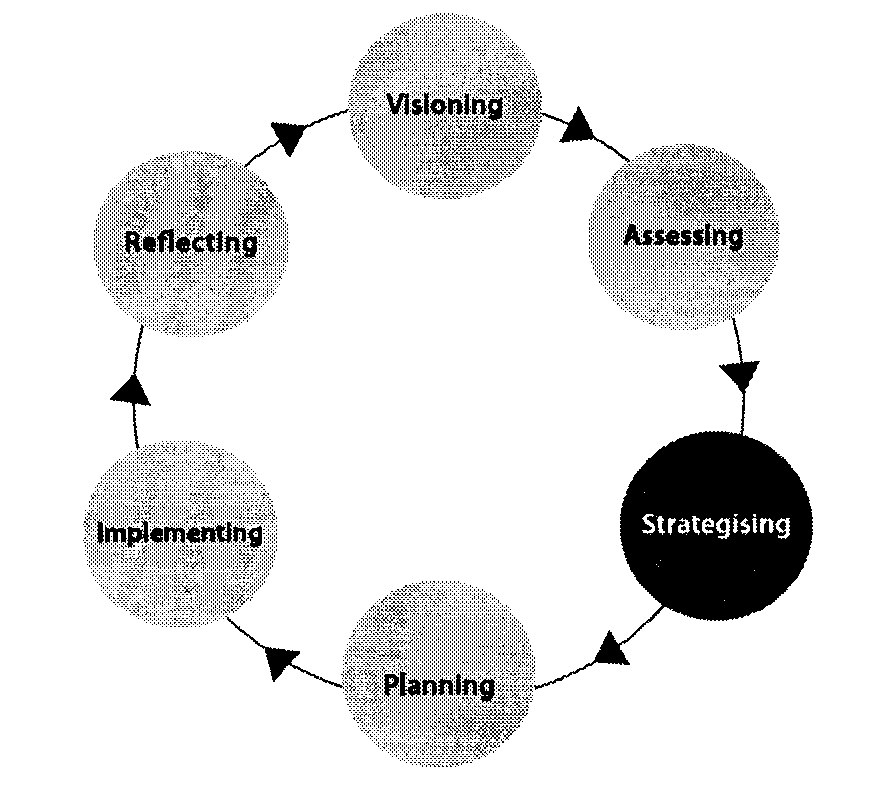 Visioning
Assessing
Strategising
Planning
Implementing
Reflecting